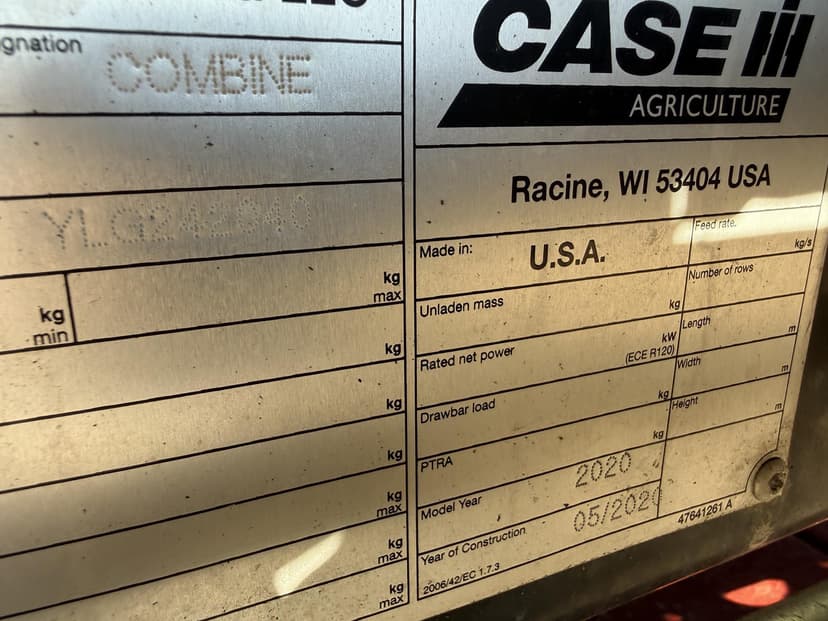 gnation COMBINE
YLG242940
kg min
kg max
kg
kg
kg
kg max
kg max
kg max
CASE IH
AGRICULTURE
Racine, WI 53404 USA
Made in: U.S.A.
Feed rate. kg/s
Unladen mass kg
Number of rows
Rated net power kW (ECE R120)
Length m
Drawbar load kg
Width m
PTRA kg
Height m
Model Year 2020
Year of Construction 05/2020
2006/42/EC 1.7.3
47641261 A